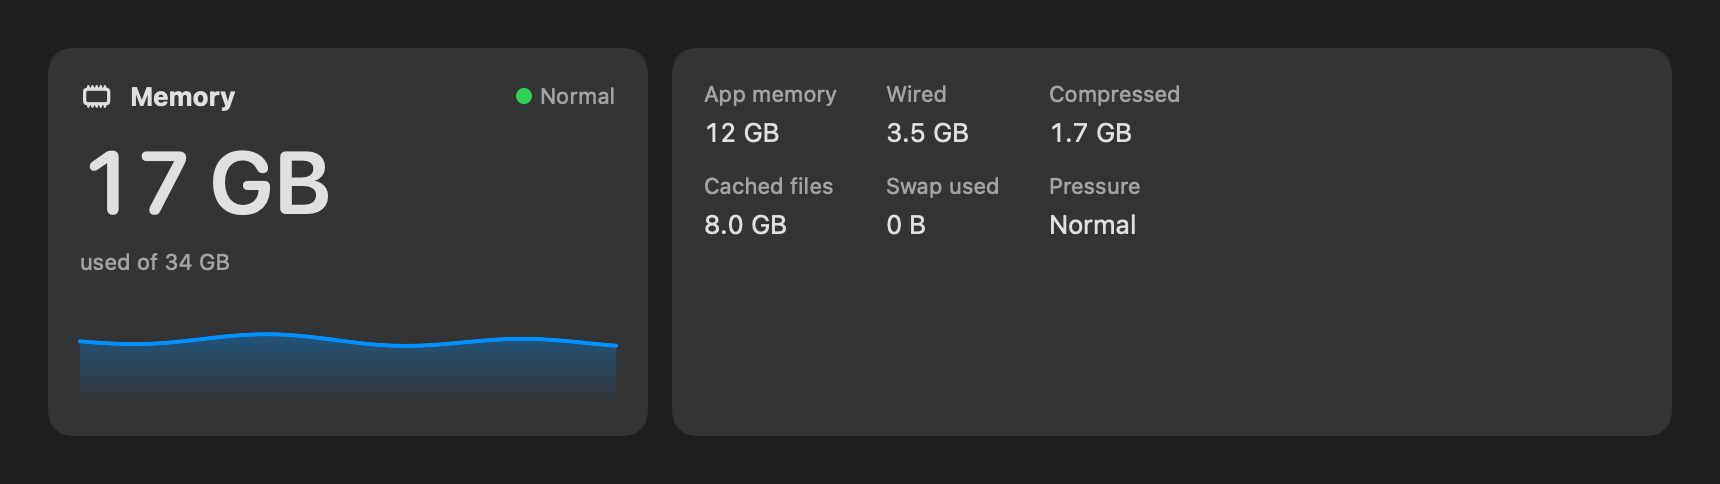 Memory
Normal
17 GB
used of 34 GB
App memory Wired Compressed
12 GB 3.5 GB 1.7 GB
Cached files Swap used Pressure
8.0 GB 0 B Normal